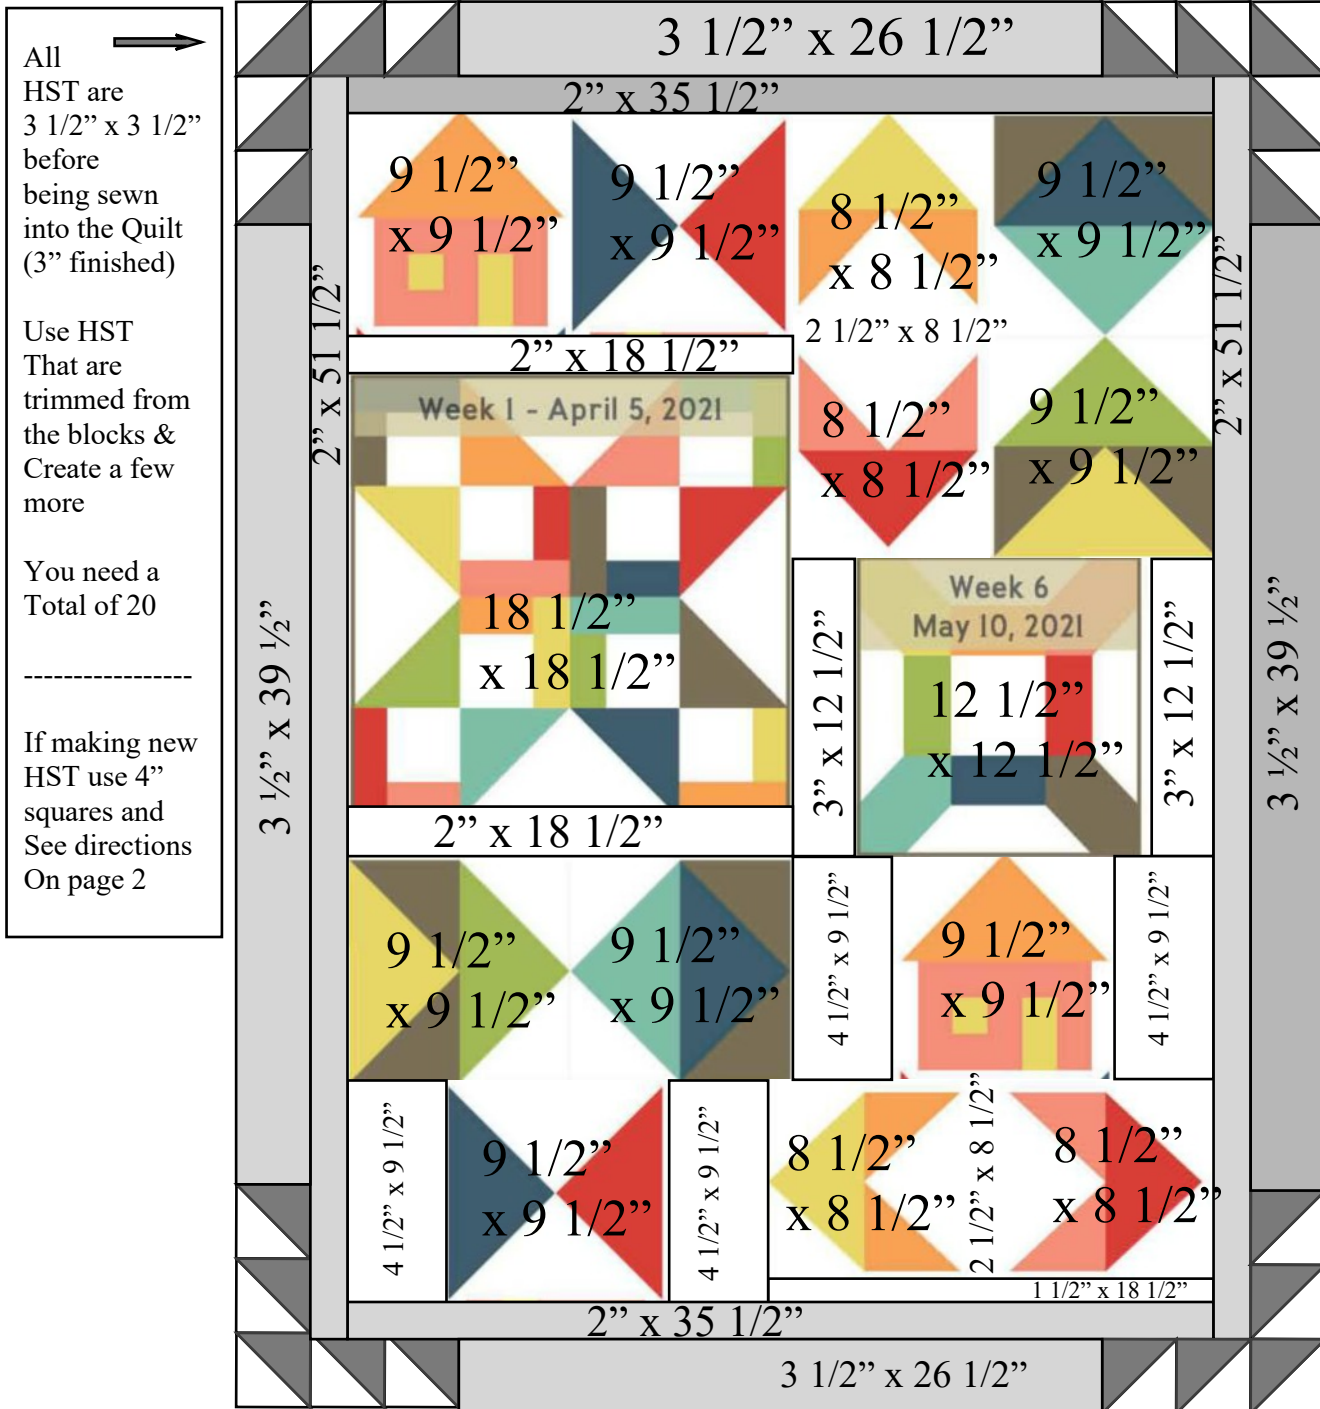 All
HST are
3 1/2” x 3 1/2”
before
being sewn
into the Quilt
(3” finished)
Use HST
That are
trimmed from
the blocks &
Create a few
more
You need a
Total of 20
-----------------
If making new
HST use 4”
squares and
See directions
On page 2
3 1/2” x 26 1/2”
2” x 35 1/2”
2” x 51 1/2”
3 ½” x 39 ½”
9 1/2”
x 9 1/2”
9 1/2”
x 9 1/2”
8 1/2”
x 8 1/2”
9 1/2”
x 9 1/2”
2” x 51 1/2”
3 ½” x 39 ½”
2 1/2” x 8 1/2”
2” x 18 1/2”
Week 1 - April 5, 2021
18 1/2”
x 18 1/2”
8 1/2”
x 8 1/2”
9 1/2”
x 9 1/2”
3” x 12 1/2”
Week 6
May 10, 2021
12 1/2”
x 12 1/2”
3” x 12 1/2”
2” x 18 1/2”
9 1/2”
x 9 1/2”
9 1/2”
x 9 1/2”
4 1/2” x 9 1/2”
9 1/2”
x 9 1/2”
4 1/2” x 9 1/2”
4 1/2” x 9 1/2”
9 1/2”
x 9 1/2”
4 1/2” x 9 1/2”
8 1/2”
x 8 1/2”
2 1/2” x 8 1/2”
8 1/2”
x 8 1/2”
1 1/2” x 18 1/2”
2” x 35 1/2”
3 1/2” x 26 1/2”